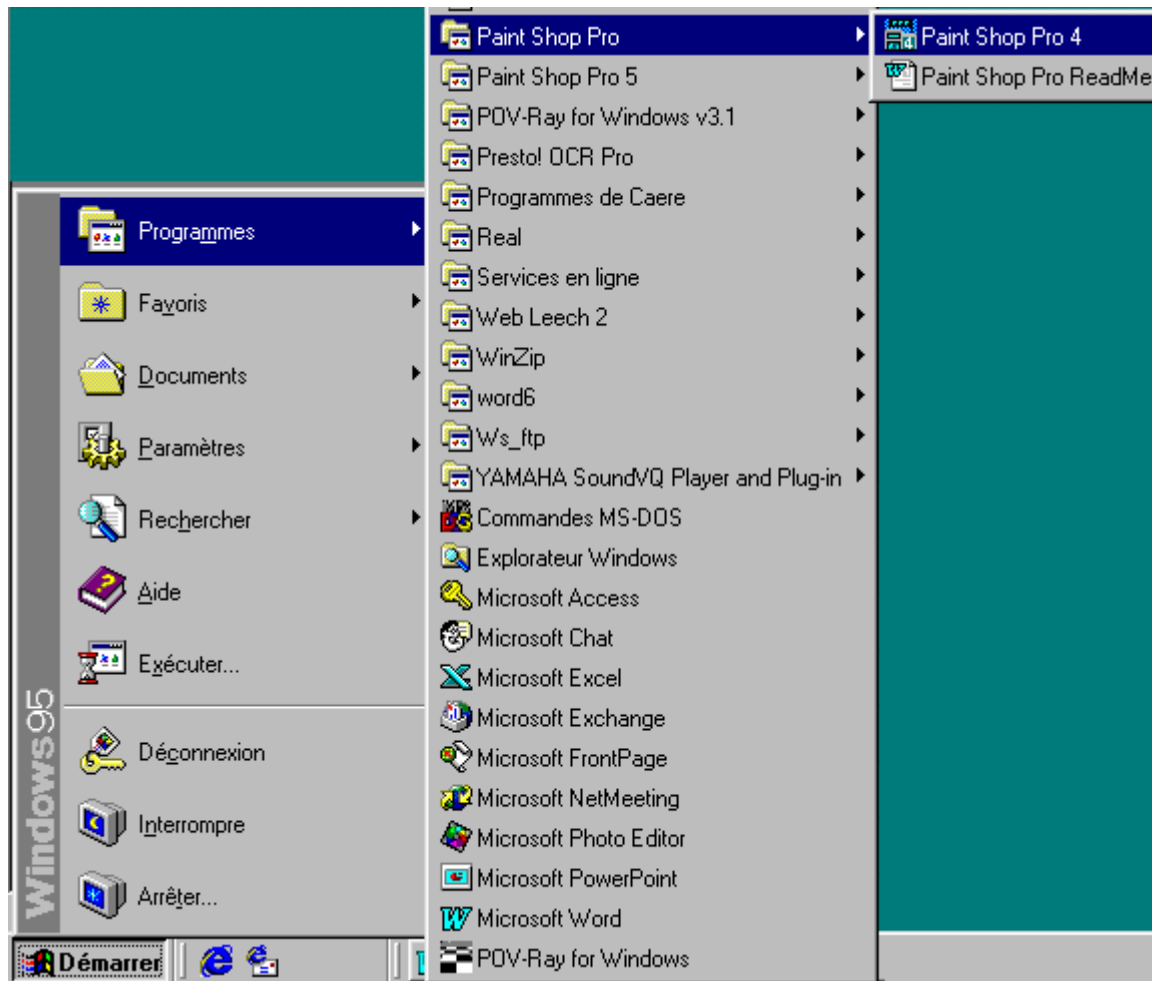 Programmes
Favoris
Documents
Paramètres
Rechercher
Aide
Exécuter...
Déconnexion
Interrompre
Arrêter...
Windows95
Démarrer
Paint Shop Pro
Paint Shop Pro 5
POV-Ray for Windows v3.1
Presto! OCR Pro
Programmes de Caere
Real
Services en ligne
Web Leech 2
WinZip
word6
Ws_ftp
YAMAHA SoundVQ Player and Plug-in
Commandes MS-DOS
Explorateur Windows
Microsoft Access
Microsoft Chat
Microsoft Excel
Microsoft Exchange
Microsoft FrontPage
Microsoft NetMeeting
Microsoft Photo Editor
Microsoft PowerPoint
Microsoft Word
POV-Ray for Windows
Paint Shop Pro 4
Paint Shop Pro ReadMe